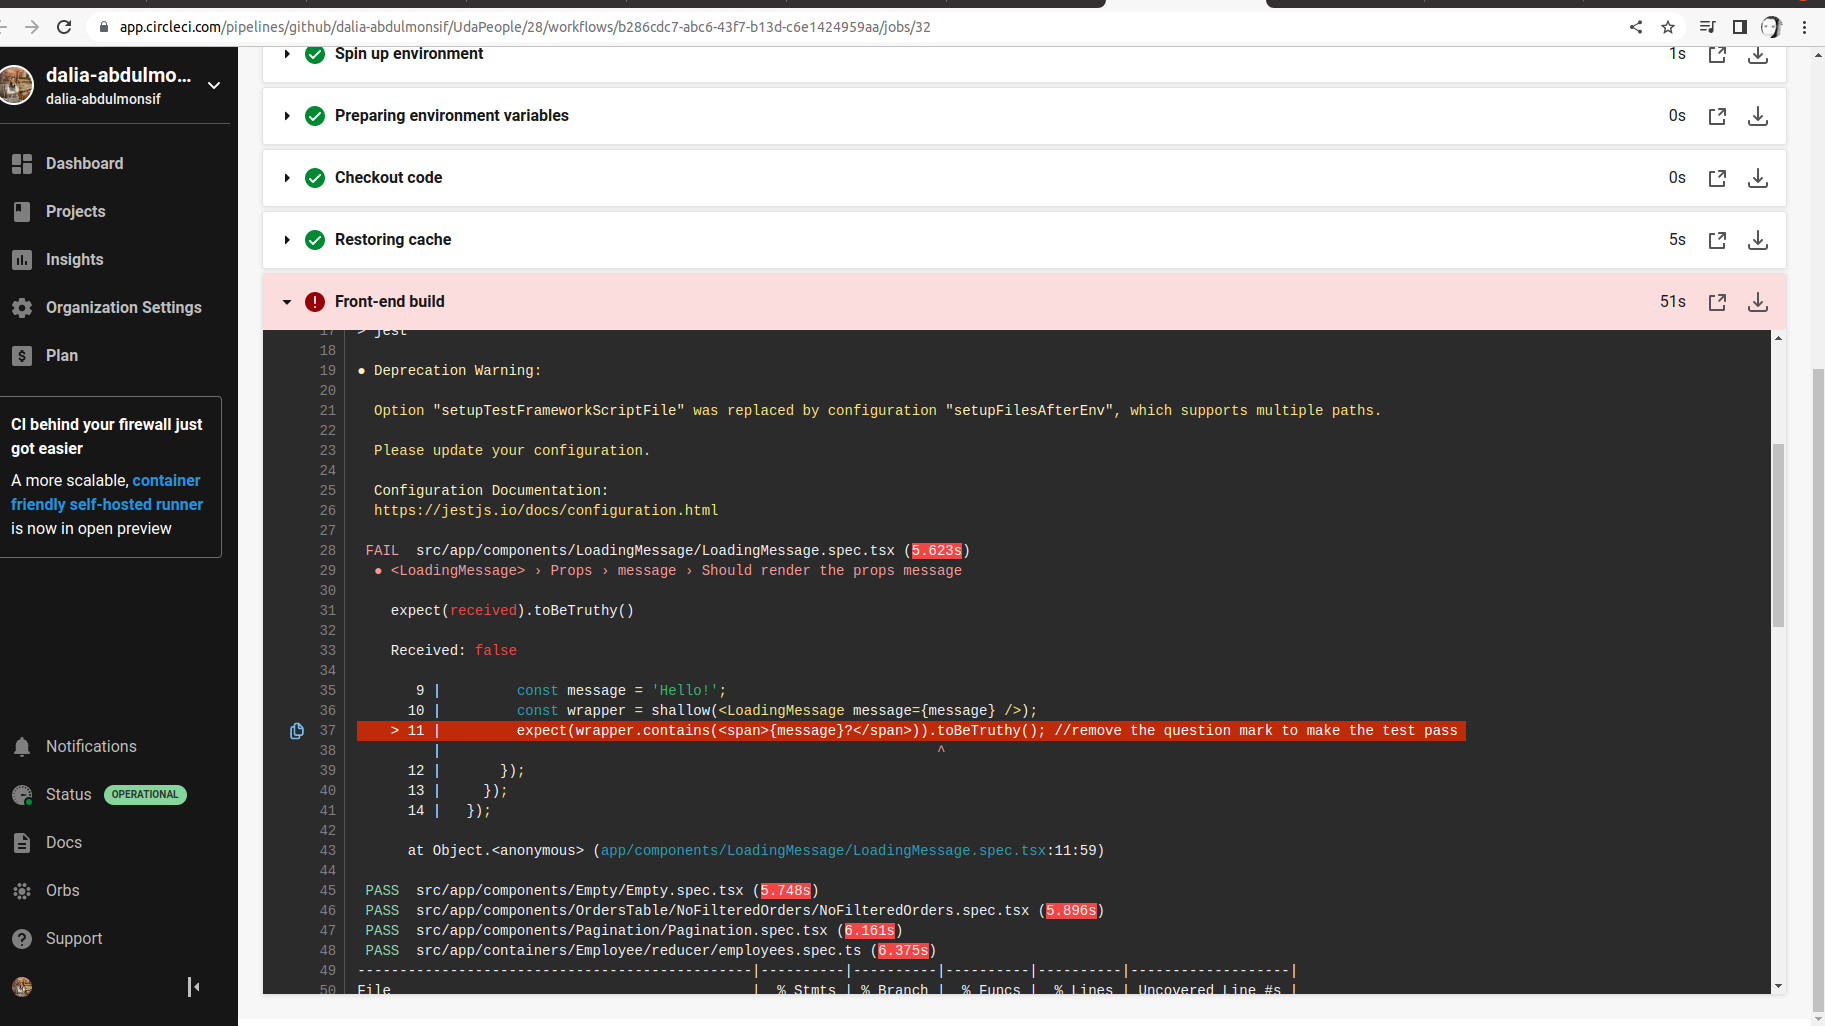 app.circleci.com/pipelines/github/dalia-abdulmonsif/UdaPeople/28/workflows/b286cdc7-abc6-43f7-b13d-c6e1424959aa/jobs/32
dalia-abdulmo...
dalia-abdulmonsif
Dashboard
Projects
Insights
Organization Settings
Plan
CI behind your firewall just
got easier
A more scalable, container
friendly self-hosted runner
is now in open preview
Notifications
Status OPERATIONAL
Docs
Orbs
Support
Spin up environment 1s
Preparing environment variables 0s
Checkout code 0s
Restoring cache 5s
Front-end build 51s
17 > jest
18
19 ● Deprecation Warning:
20
21 Option "setupTestFrameworkScriptFile" was replaced by configuration "setupFilesAfterEnv", which supports multiple paths.
22
23 Please update your configuration.
24
25 Configuration Documentation:
26 https://jestjs.io/docs/configuration.html
27
28 FAIL src/app/components/LoadingMessage/LoadingMessage.spec.tsx (5.623s)
29 ● <LoadingMessage> › Props › message › Should render the props message
30
31 expect(received).toBeTruthy()
32
33 Received: false
34
35 9 | const message = 'Hello!';
36 10 | const wrapper = shallow(<LoadingMessage message={message} />);
37 > 11 | expect(wrapper.contains(<span>{message}?</span>)).toBeTruthy(); //remove the question mark to make the test pass
38 | ^
39 12 | });
40 13 | });
41 14 | });
42
43 at Object.<anonymous> (app/components/LoadingMessage/LoadingMessage.spec.tsx:11:59)
44
45 PASS src/app/components/Empty/Empty.spec.tsx (5.748s)
46 PASS src/app/components/OrdersTable/NoFilteredOrders/NoFilteredOrders.spec.tsx (5.896s)
47 PASS src/app/components/Pagination/Pagination.spec.tsx (6.161s)
48 PASS src/app/containers/Employee/reducer/employees.spec.ts (6.375s)
49 -----------------------------------------------|----------|----------|----------|----------|-------------------|
50 File | % Stmts | % Branch | % Funcs | % Lines | Uncovered Line #s |